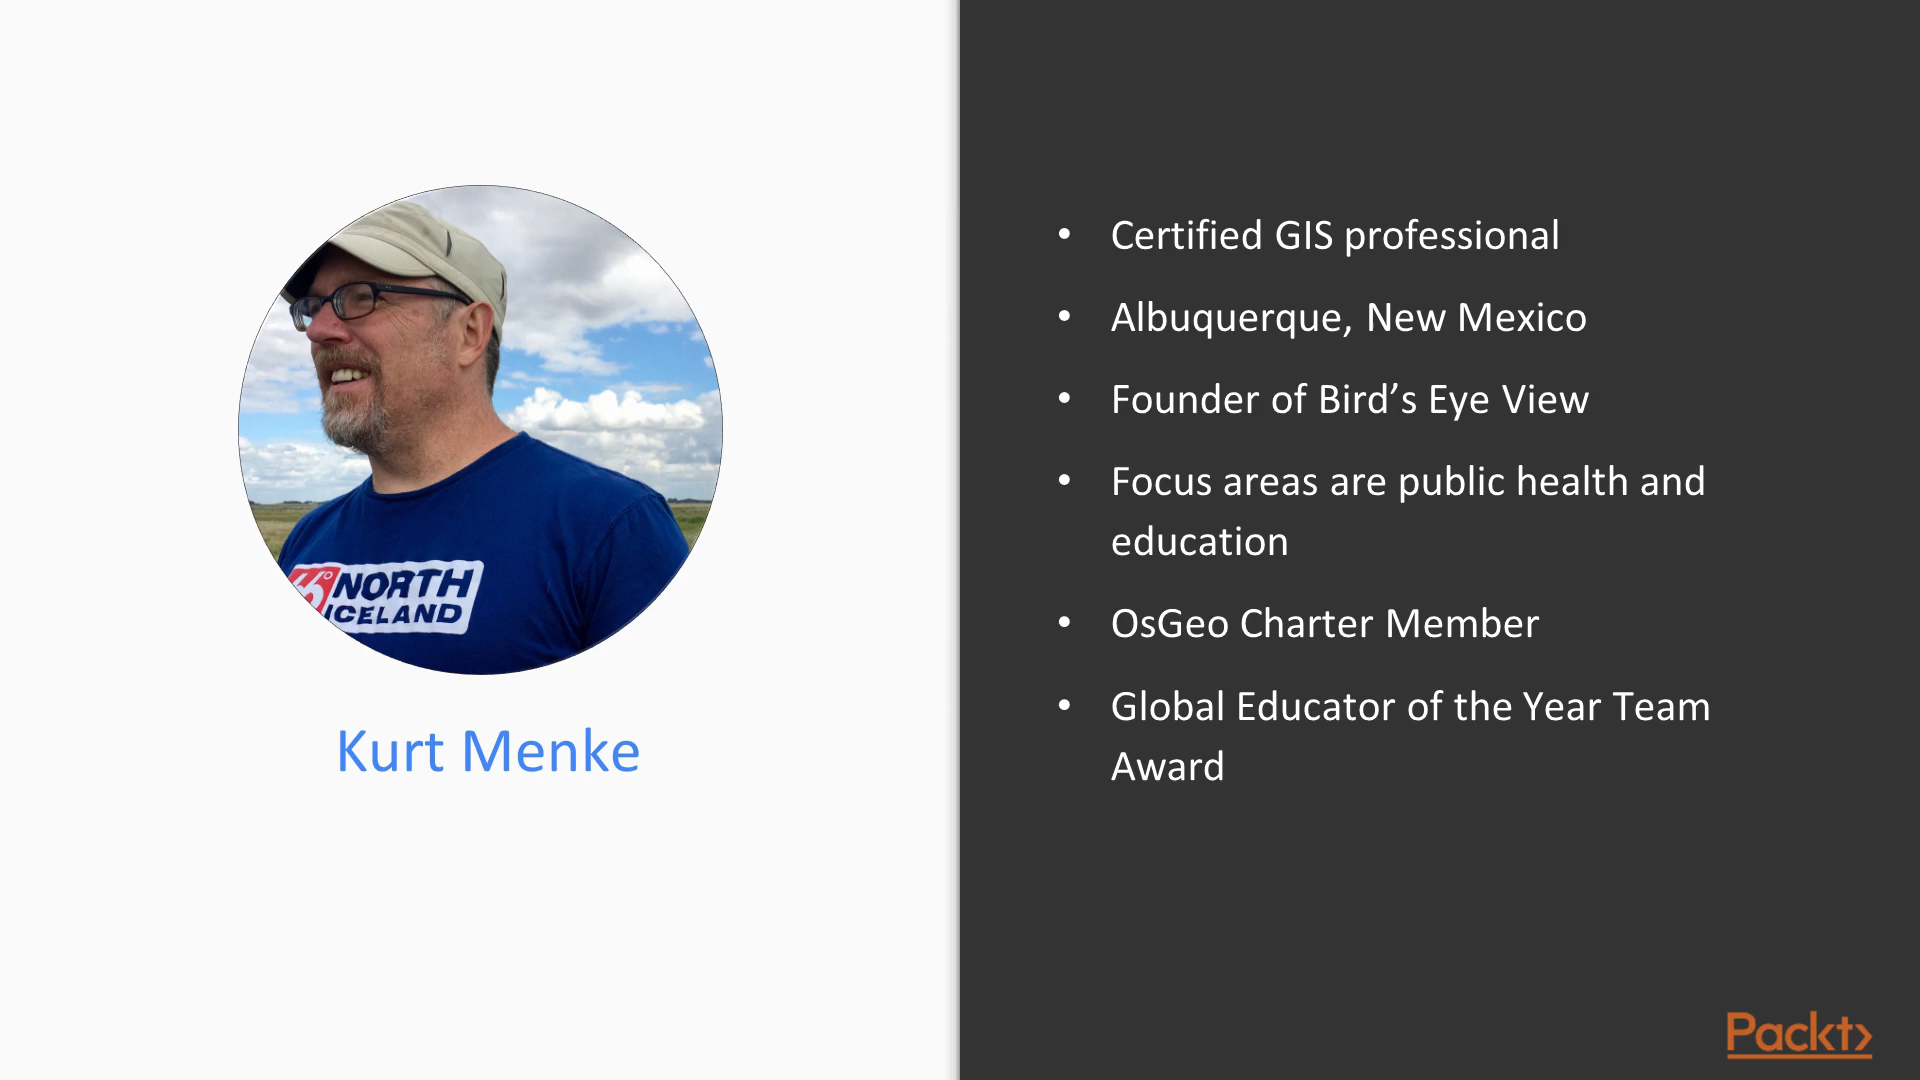 66° NORTH
ICELAND
Kurt Menke
• Certified GIS professional
• Albuquerque, New Mexico
• Founder of Bird’s Eye View
• Focus areas are public health and
education
• OsGeo Charter Member
• Global Educator of the Year Team
Award
Packt>